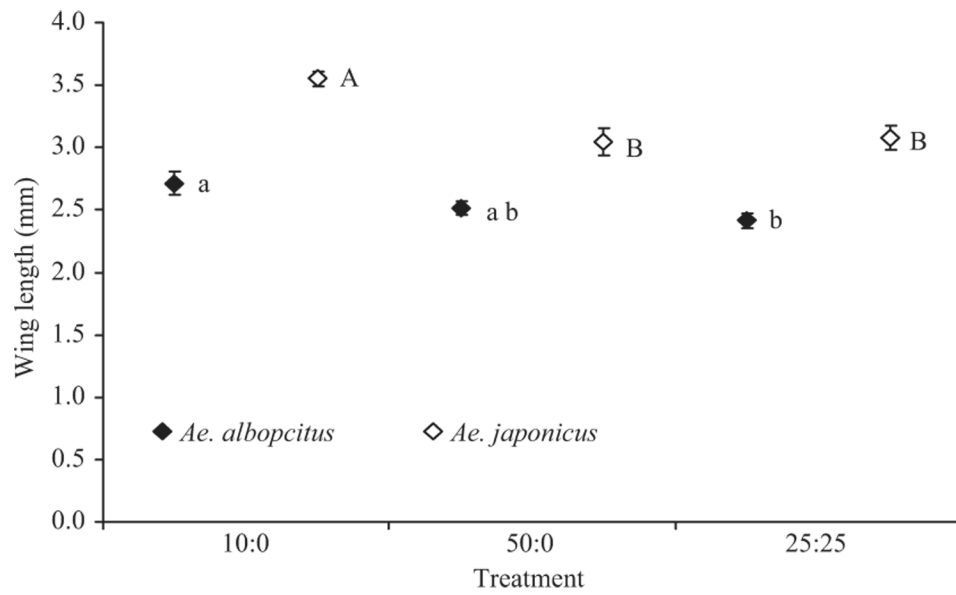 4.0
3.5
3.0
2.5
2.0
1.5
1.0
0.5
0.0
Wing length (mm)
a
A
a b
B
b
B
Ae. albopcitus
Ae. japonicus
10:0
50:0
25:25
Treatment